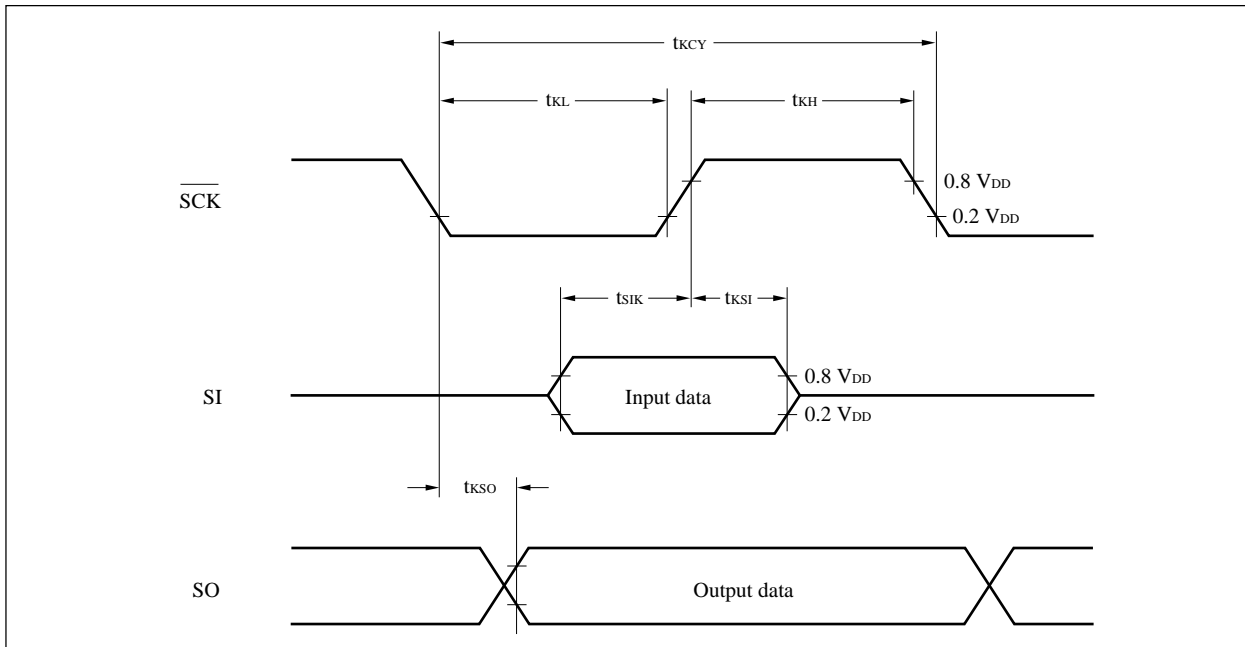 tKCY
tKL
tKH
SCK
0.8 VDD
0.2 VDD
tSIK
tKSI
SI
Input data
0.8 VDD
0.2 VDD
tKSO
SO
Output data